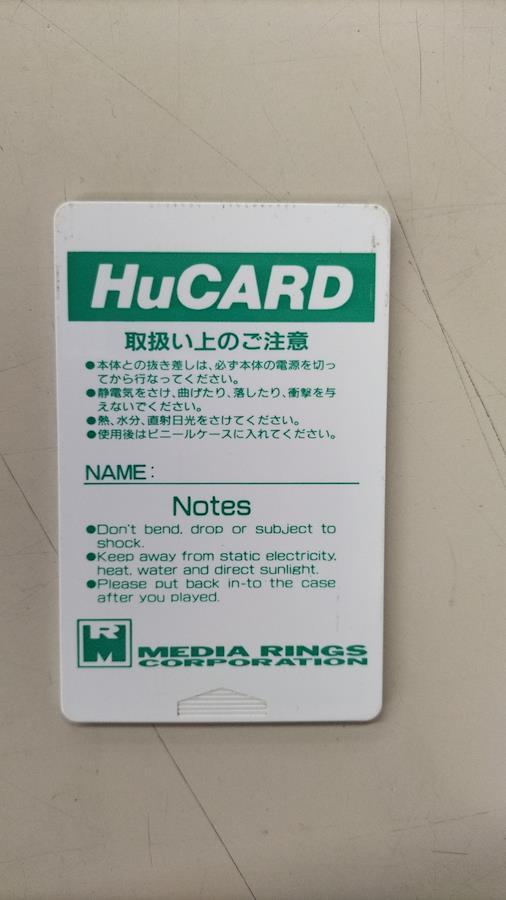 HuCARD
取扱い上のご注意
●本体との抜き差しは、必ず本体の電源を切っ
てから行なってください。
●静電気をさけ、曲げたり、落したり、衝撃を与
えないでください。
●熱、水分、直射日光をさけてください。
●使用後はビニールケースに入れてください。
NAME:
Notes
●Don't bend, drop or subject to
shock.
●Keep away from static electricity,
heat, water and direct sunlight.
●Please put back in-to the case
after you played.
RM
MEDIA RINGS
CORPORATION